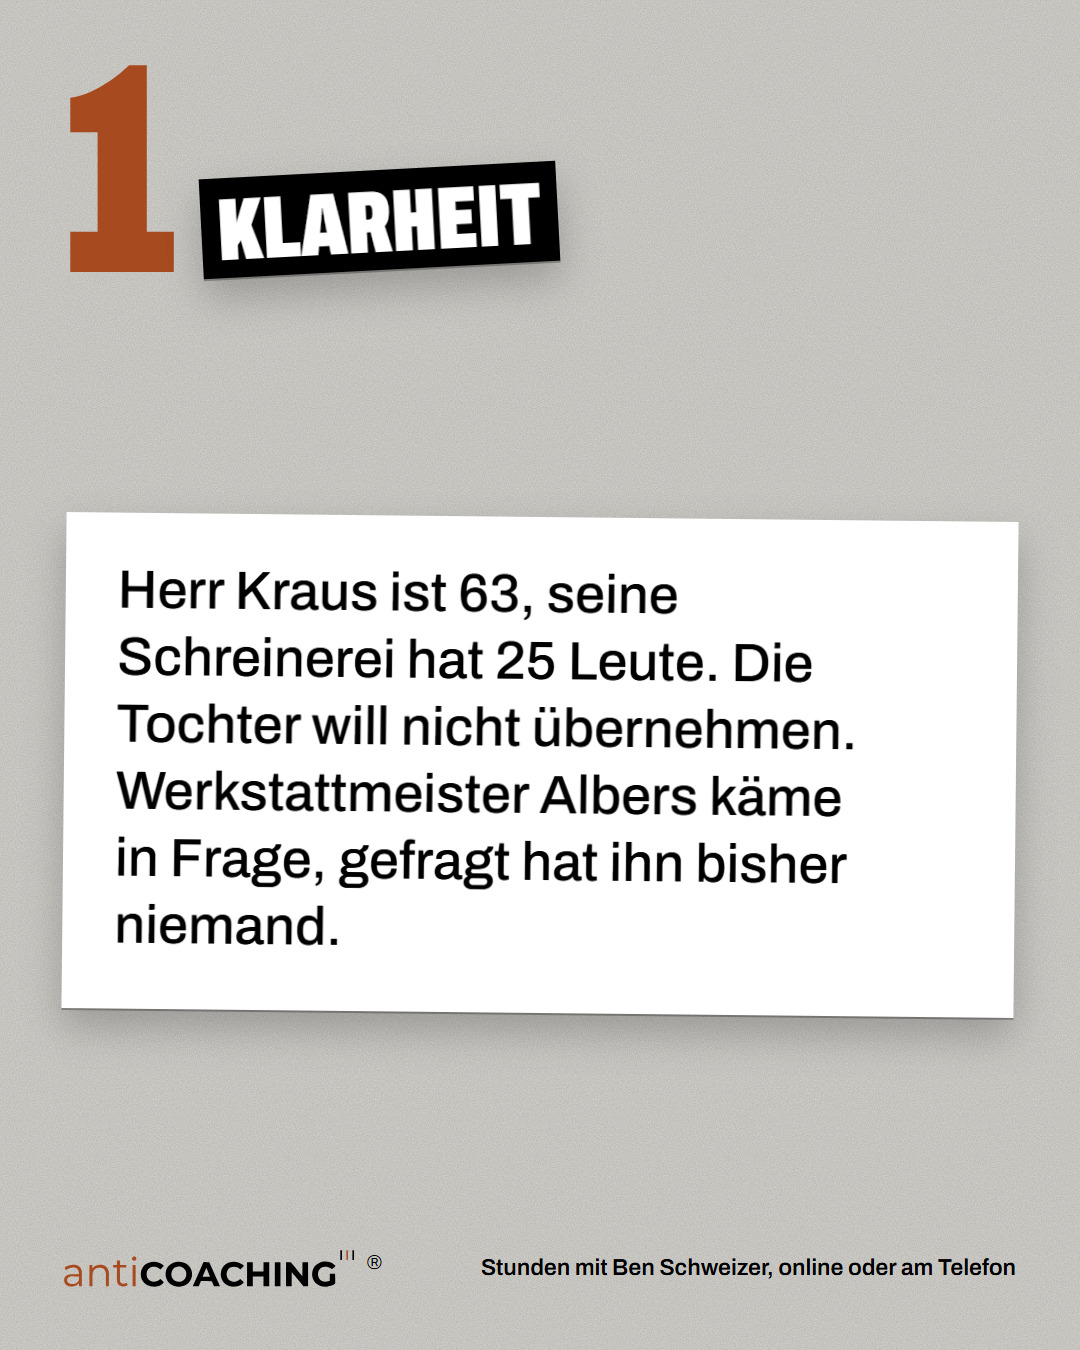 1
KLARHEIT
Herr Kraus ist 63, seine
Schreinerei hat 25 Leute. Die
Tochter will nicht übernehmen.
Werkstattmeister Albers käme
in Frage, gefragt hat ihn bisher
niemand.
antiCOACHING ®
Stunden mit Ben Schweizer, online oder am Telefon